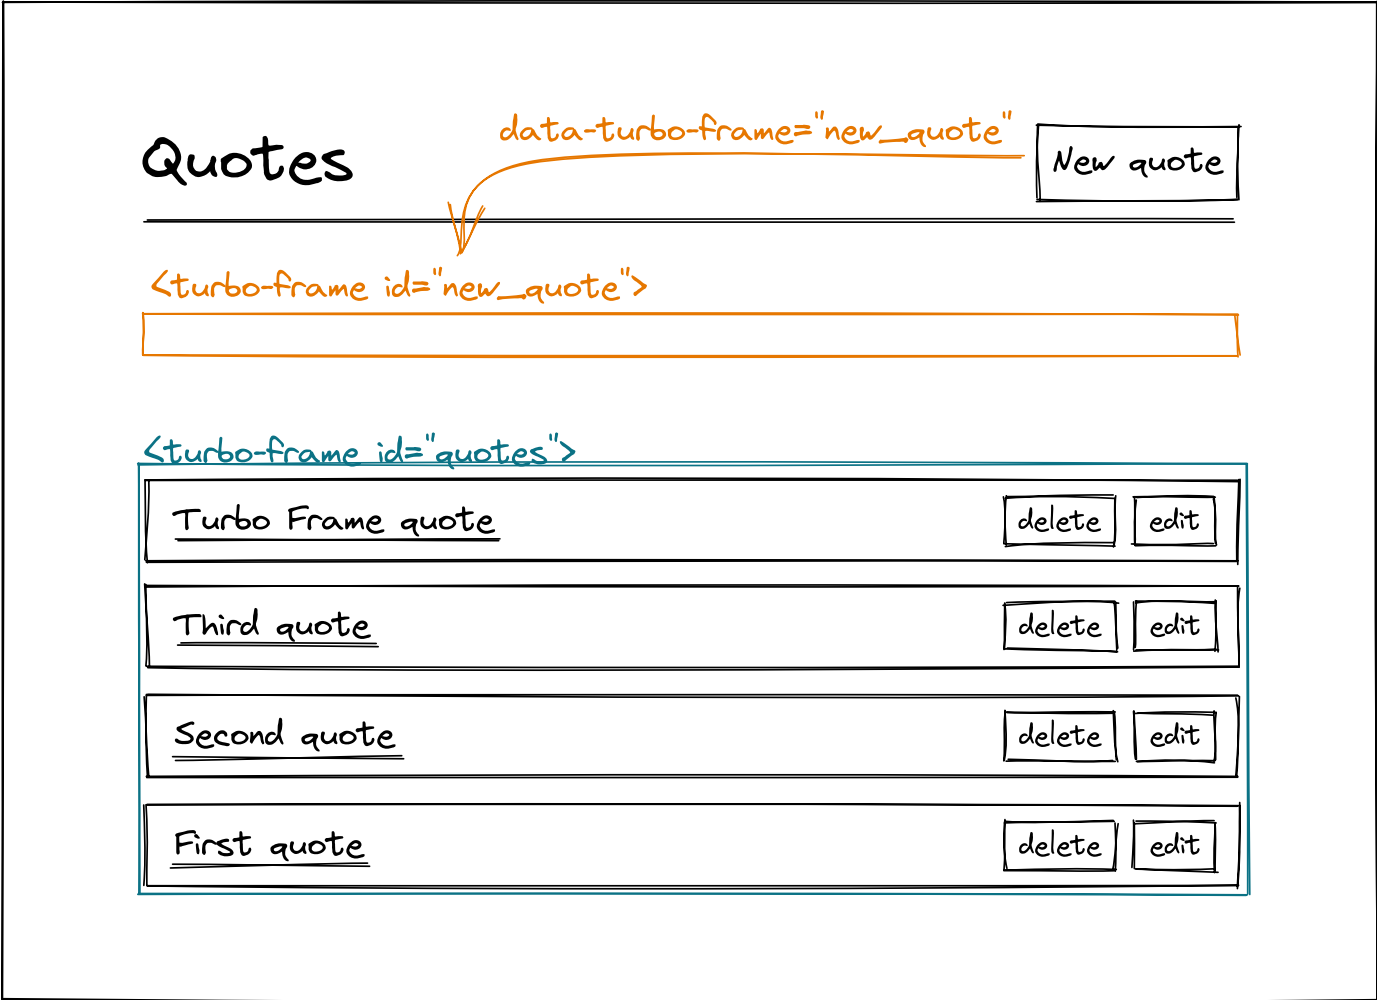 data-turbo-frame="new_quote"
Quotes
New quote
<turbo-frame id="new_quote">
<turbo-frame id="quotes">
Turbo Frame quote delete edit
Third quote delete edit
Second quote delete edit
First quote delete edit